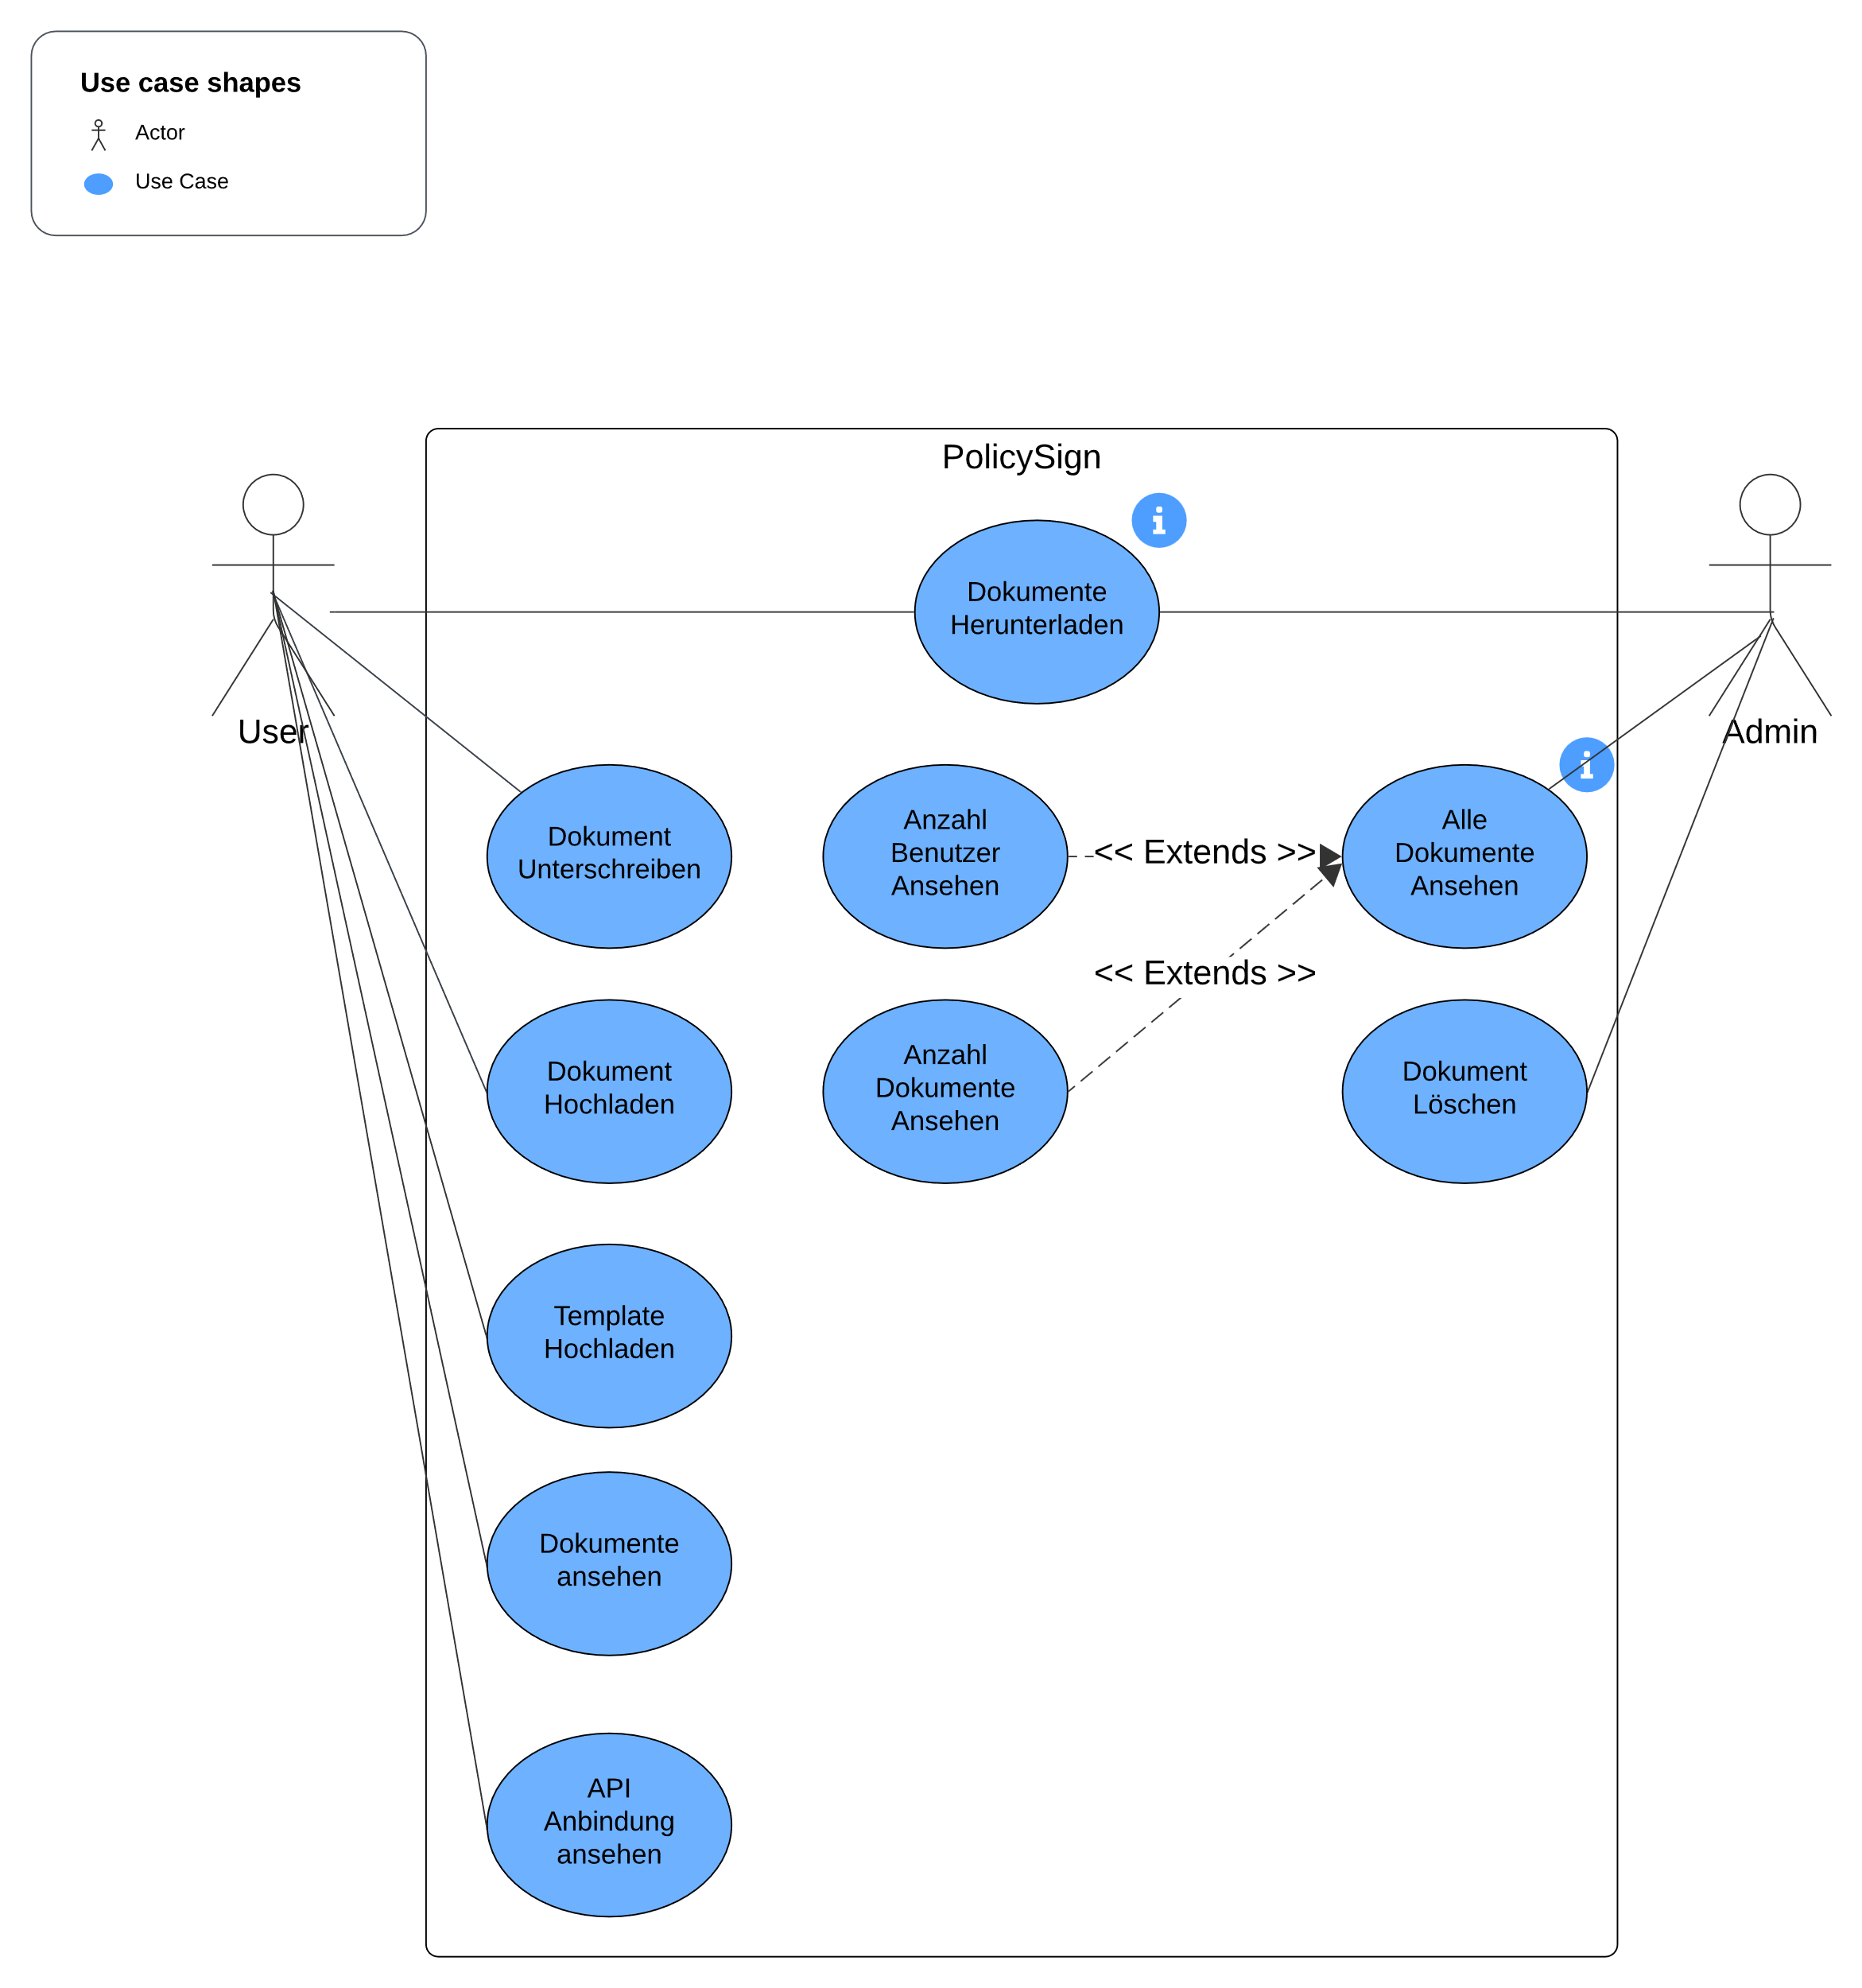 Use case shapes
Actor
Use Case
PolicySign
Dokumente
Herunterladen
User
Admin
Dokument
Unterschreiben
Anzahl
Benutzer
Ansehen
<< Extends >>
Alle
Dokumente
Ansehen
<< Extends >>
Dokument
Hochladen
Anzahl
Dokumente
Ansehen
Dokument
Löschen
Template
Hochladen
Dokumente
ansehen
API
Anbindung
ansehen